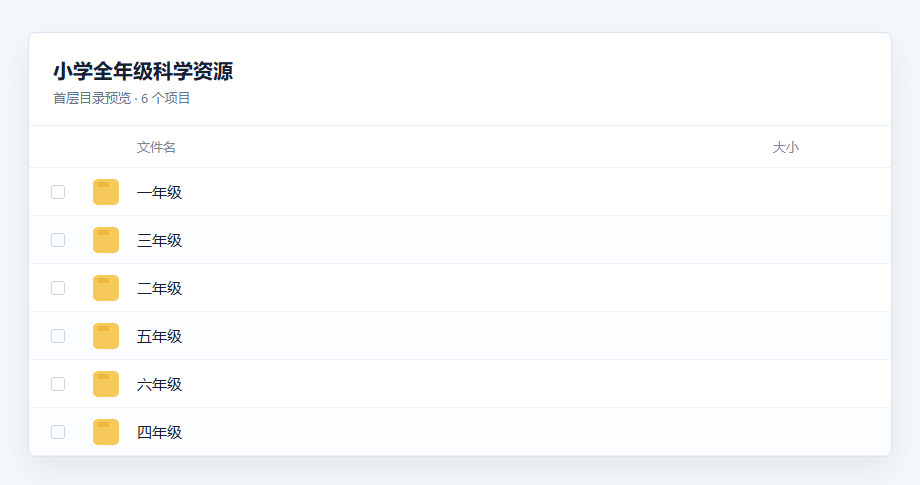 小学全年级科学资源
首层目录预览 · 6 个项目
文件名 大小
一年级
三年级
二年级
五年级
六年级
四年级